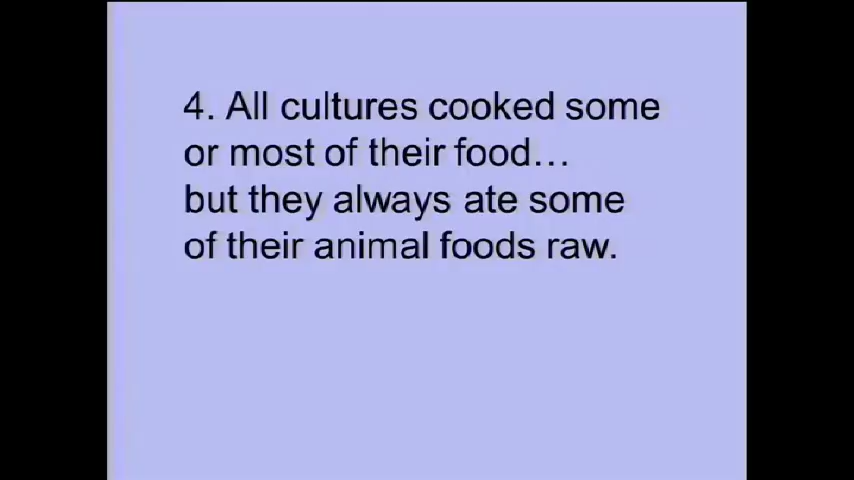 4. All cultures cooked some
or most of their food…
but they always ate some
of their animal foods raw.